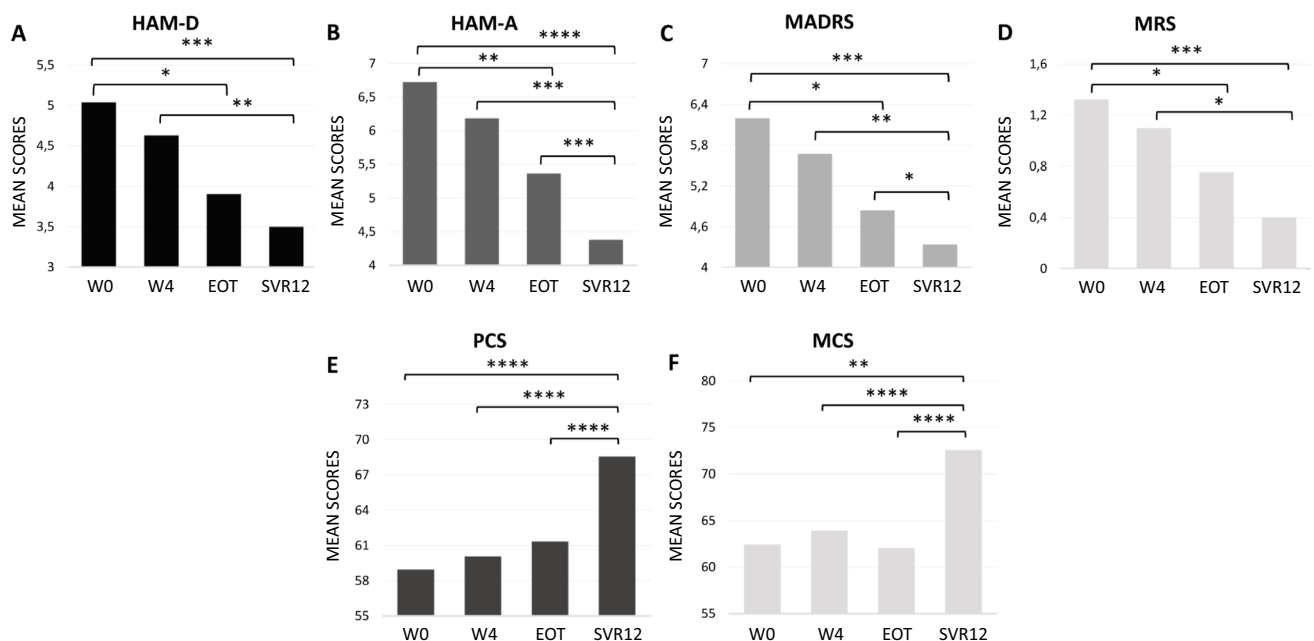 A
HAM-D
***
*
**
MEAN SCORES
5,5
5
4,5
4
3,5
3
W0 W4 EOT SVR12
B
HAM-A
****
**
***
***
MEAN SCORES
7
6,5
6
5,5
5
4,5
4
W0 W4 EOT SVR12
C
MADRS
***
*
**
*
MEAN SCORES
7
6,4
5,8
5,2
4,6
4
W0 W4 EOT SVR12
D
MRS
***
*
*
MEAN SCORES
1,6
1,2
0,8
0,4
0
W0 W4 EOT SVR12
E
PCS
****
****
****
MEAN SCORES
73
70
67
64
61
58
55
W0 W4 EOT SVR12
F
MCS
**
****
****
MEAN SCORES
80
75
70
65
60
55
W0 W4 EOT SVR12